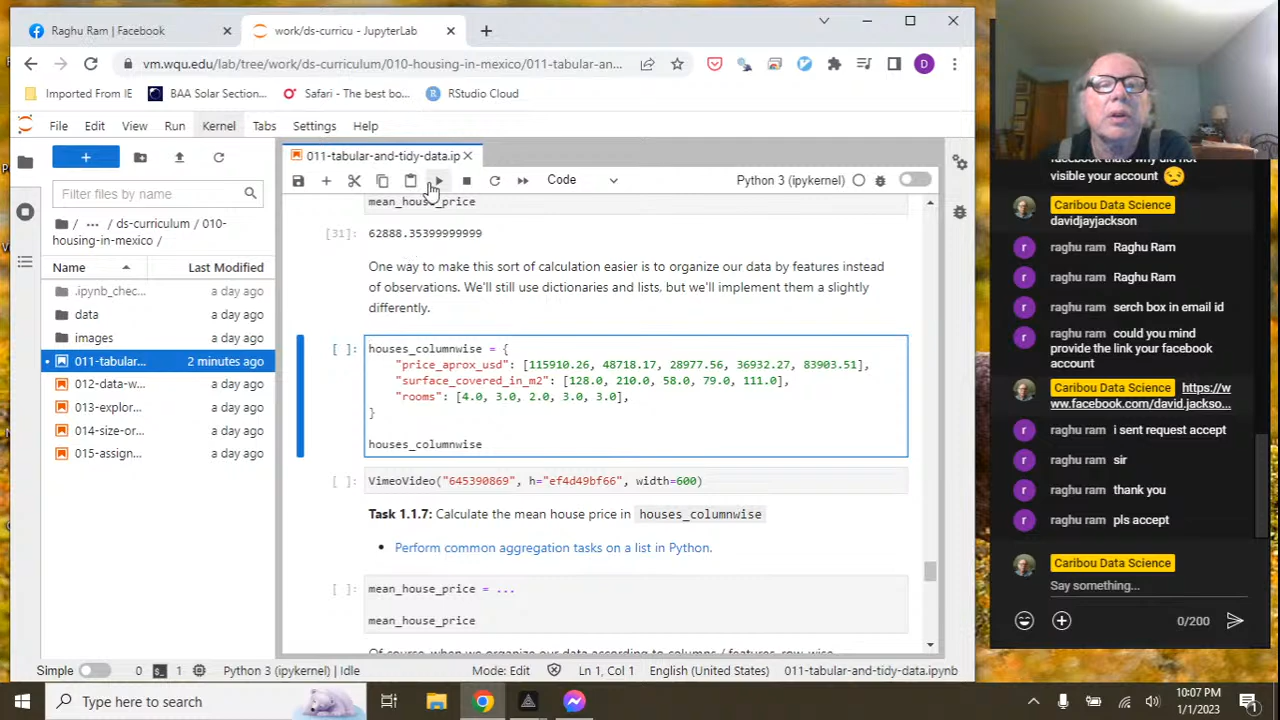 Raghu Ram | Facebook
work/ds-curricu - JupyterLab
vm.wqu.edu/lab/tree/work/ds-curriculum/010-housing-in-mexico/011-tabular-an...
D
Imported From IE
BAA Solar Section...
Safari - The best bo...
RStudio Cloud
File Edit View Run Kernel Tabs Settings Help
011-tabular-and-tidy-data.ip
Code
Python 3 (ipykernel)
Filter files by name
/ ... / ds-curriculum / 010-
housing-in-mexico /
Name Last Modified
.ipynb_chec... a day ago
data a day ago
images a day ago
011-tabular... 2 minutes ago
012-data-w... a day ago
013-explor... a day ago
014-size-or... a day ago
015-assign... a day ago
mean_house_price
[31]: 62888.35399999999
One way to make this sort of calculation easier is to organize our data by features instead
of observations. We'll still use dictionaries and lists, but we'll implement them a slightly
differently.
[ ]: houses_columnwise = {
"price_aprox_usd": [115910.26, 48718.17, 28977.56, 36932.27, 83903.51],
"surface_covered_in_m2": [128.0, 210.0, 58.0, 79.0, 111.0],
"rooms": [4.0, 3.0, 2.0, 3.0, 3.0],
}
houses_columnwise
[ ]: VimeoVideo("645390869", h="ef4d49bf66", width=600)
Task 1.1.7: Calculate the mean house price in houses_columnwise
• Perform common aggregation tasks on a list in Python.
[ ]: mean_house_price = ...
mean_house_price
Of course, when we organize our data according to columns / features, row-wise
Simple 0 1 Python 3 (ipykernel) | Idle
Mode: Edit Ln 1, Col 1 English (United States) 011-tabular-and-tidy-data.ipynb
Type here to search
10:07 PM
1/1/2023
1
facebook thats why did not
visible your account
Caribou Data Science
davidjayjackson
raghu ram Raghu Ram
raghu ram Raghu Ram
raghu ram serch box in email id
raghu ram could you mind
provide the link your facebook
account
Caribou Data Science https://w
ww.facebook.com/david.jackso...
raghu ram i sent request accept
raghu ram sir
raghu ram thank you
raghu ram pls accept
Caribou Data Science
Say something...
0/200